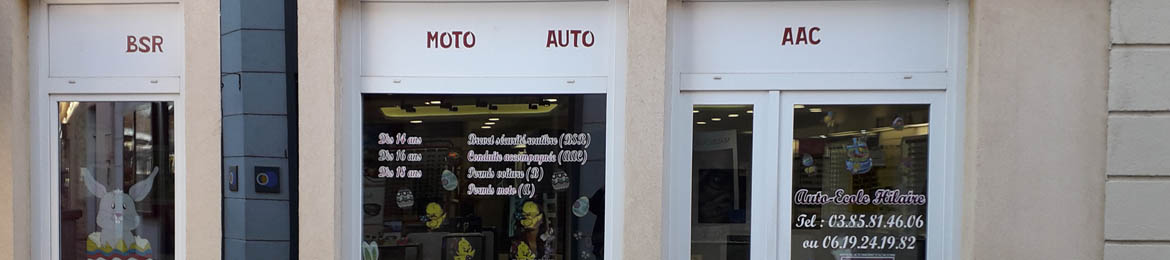 BSR
MOTO AUTO
AAC
Dès 14 ans Brevet sécurité routière (BSR)
Dès 16 ans Conduite accompagnée (AAC)
Dès 18 ans Permis voiture (B)
Permis moto (A)
Auto-Ecole Hilaire
Tel : 03.85.81.46.06
ou 06.19.24.19.82